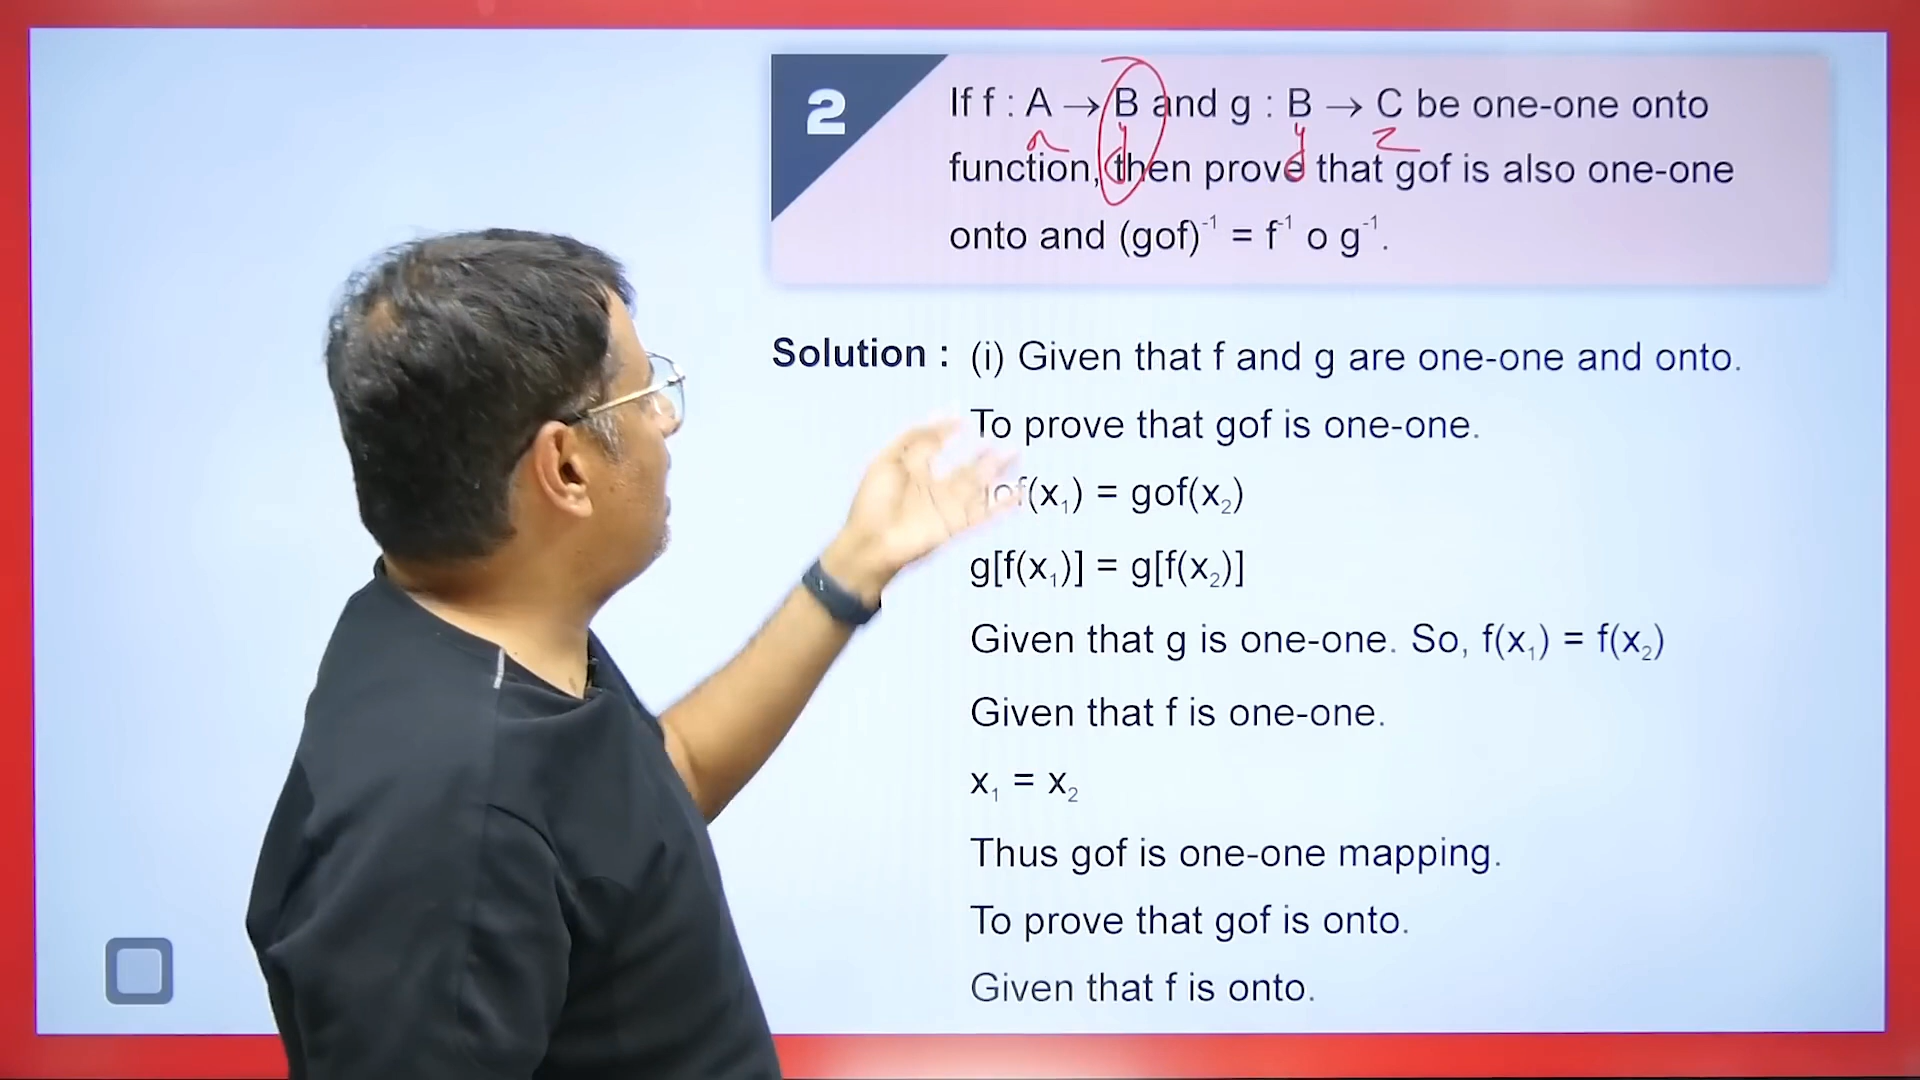 2
If f : A → B and g : B → C be one-one onto
x y y z
function, then prove that gof is also one-one
onto and (gof)⁻¹ = f⁻¹ o g⁻¹.
Solution : (i) Given that f and g are one-one and onto.
To prove that gof is one-one.
gof(x₁) = gof(x₂)
g[f(x₁)] = g[f(x₂)]
Given that g is one-one. So, f(x₁) = f(x₂)
Given that f is one-one.
x₁ = x₂
Thus gof is one-one mapping.
To prove that gof is onto.
Given that f is onto.